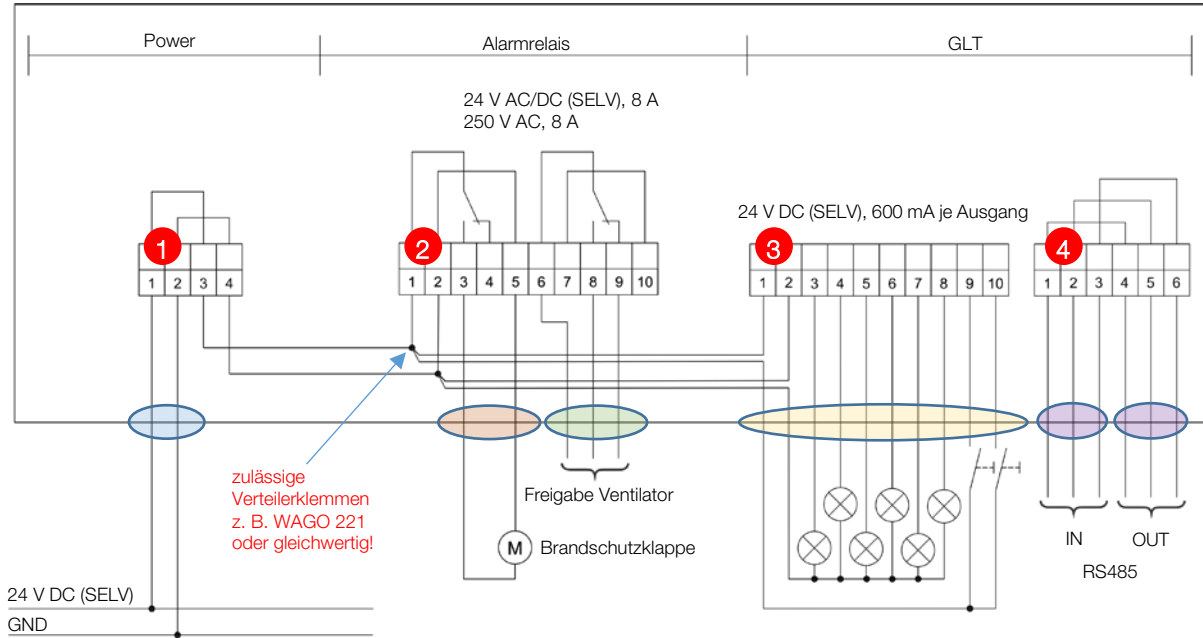 Power
Alarmrelais
GLT
24 V AC/DC (SELV), 8 A
250 V AC, 8 A
24 V DC (SELV), 600 mA je Ausgang
1
2
3
4
1 2 3 4
1 2 3 4 5 6 7 8 9 10
1 2 3 4 5 6 7 8 9 10
1 2 3 4 5 6
zulässige
Verteilerklemmen
z. B. WAGO 221
oder gleichwertig!
Freigabe Ventilator
M Brandschutzklappe
IN OUT
RS485
24 V DC (SELV)
GND